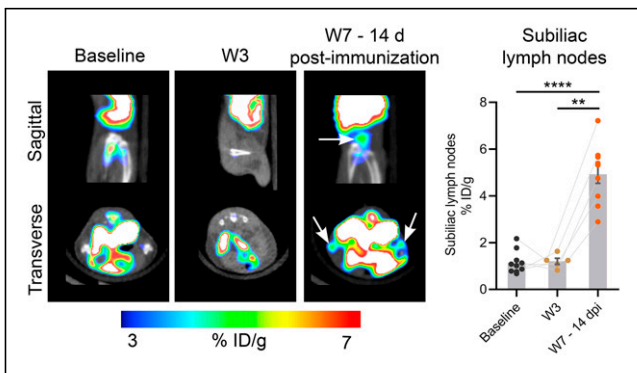 Baseline
W3
W7 - 14 d
post-immunization
Sagittal
Transverse
3
% ID/g
7
Subiliac
lymph nodes
****
**
Subiliac lymph nodes
% ID/g
8
6
4
2
0
Baseline
W3
W7 - 14 dpi